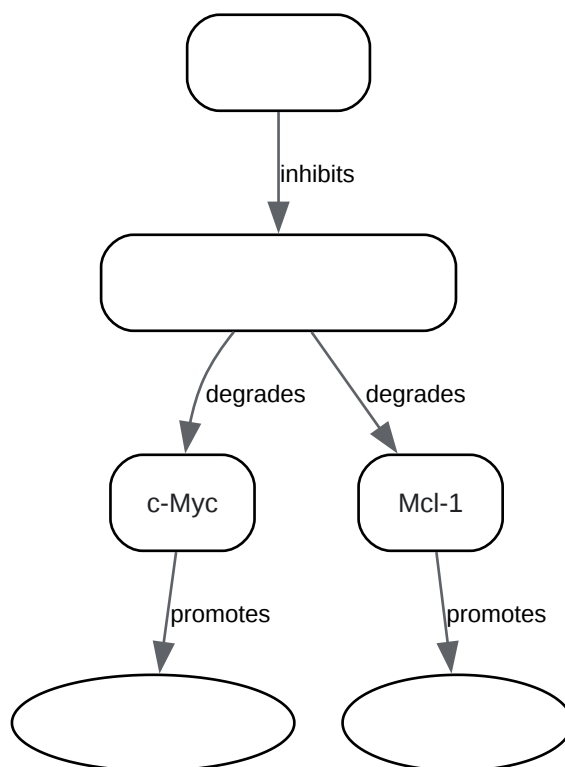 inhibits
degrades
degrades
c-Myc
Mcl-1
promotes
promotes